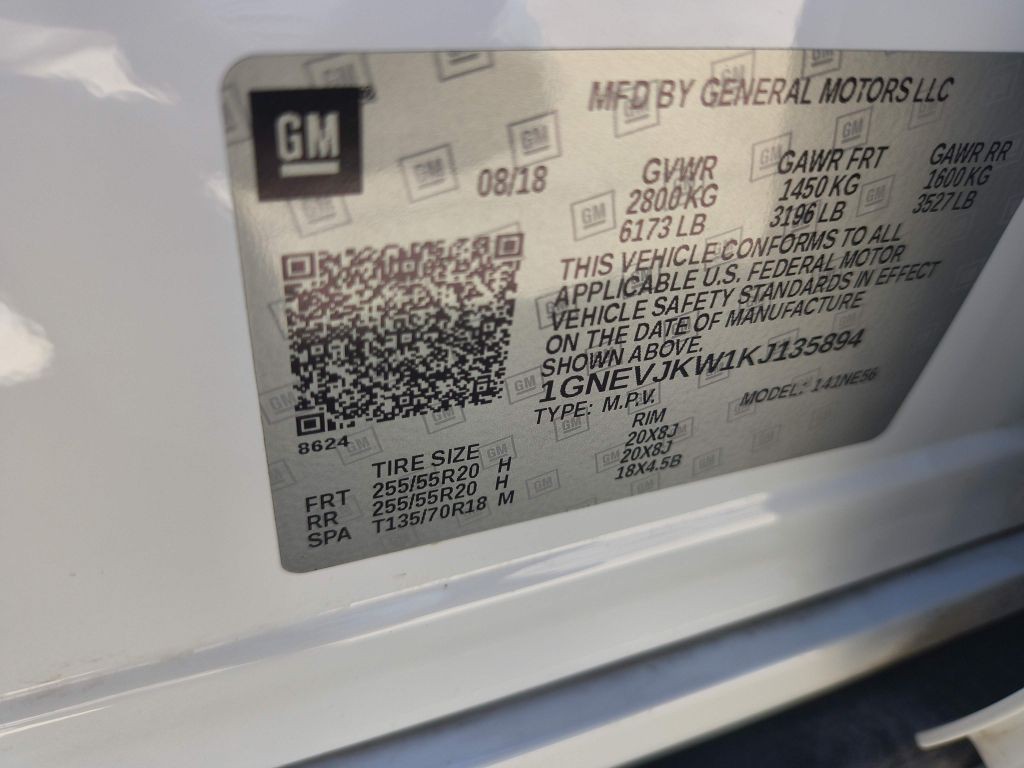 GM
MFD BY GENERAL MOTORS LLC
08/18
GVWR GAWR FRT GAWR RR
2800 KG 1450 KG 1600 KG
6173 LB 3196 LB 3527 LB
THIS VEHICLE CONFORMS TO ALL
APPLICABLE U.S. FEDERAL MOTOR
VEHICLE SAFETY STANDARDS IN EFFECT
ON THE DATE OF MANUFACTURE
SHOWN ABOVE.
1GNEVJKW1KJ135894
TYPE: M.P.V. MODEL: 141NE56
8624
TIRE SIZE RIM
FRT 255/55R20 H 20X8J
RR 255/55R20 H 20X8J
SPA T135/70R18 M 18X4.5B